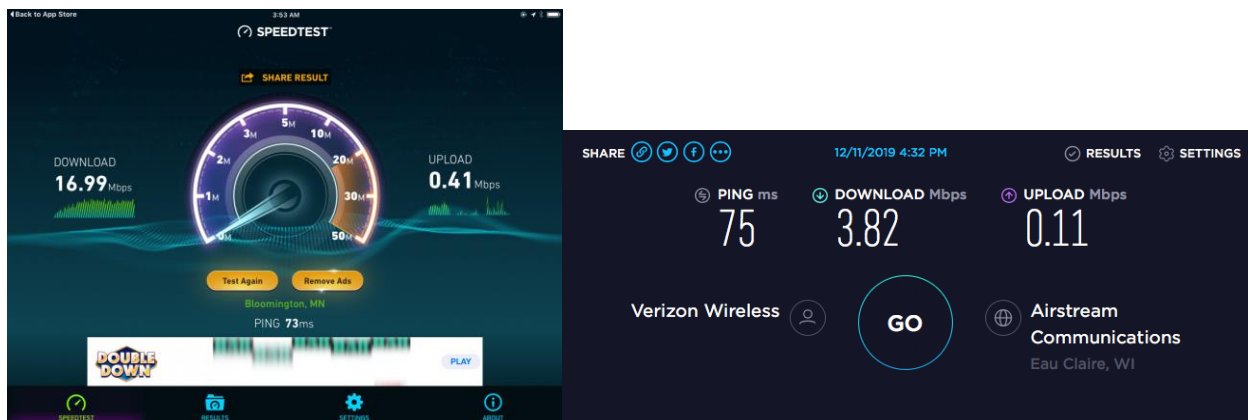 Back to App Store
3:53 AM
SPEEDTEST
SHARE RESULT
5M
3M
10M
2M
20M
1M
30M
0M
50M
DOWNLOAD
16.99 Mbps
UPLOAD
0.41 Mbps
Test Again
Remove Ads
Bloomington, MN
PING 73ms
DOUBLE
DOWN
PLAY
SPEEDTEST
RESULTS
SETTINGS
ABOUT
SHARE
12/11/2019 4:32 PM
RESULTS
SETTINGS
PING ms
75
DOWNLOAD Mbps
3.82
UPLOAD Mbps
0.11
Verizon Wireless
GO
Airstream
Communications
Eau Claire, WI